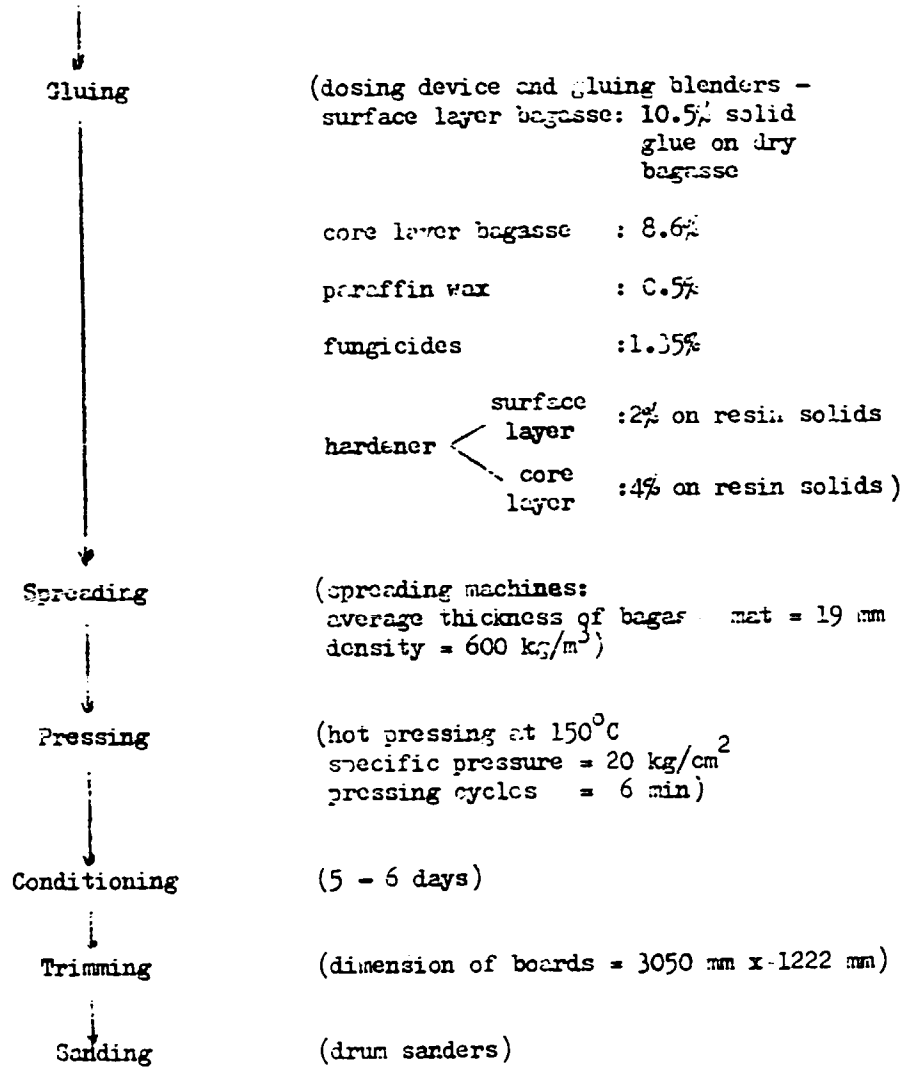 Gluing (dosing device and gluing blenders -
surface layer bagasse: 10.5% solid
glue on dry
bagasse
core layer bagasse : 8.6%
paraffin wax : 0.5%
fungicides :1.35%
hardener
surface layer :2% on resin solids
core layer :4% on resin solids)
Spreading (spreading machines:
average thickness of bagas mat = 19 mm
density = 600 kg/m³)
Pressing (hot pressing at 150°C
specific pressure = 20 kg/cm²
pressing cycles = 6 min)
Conditioning (5 - 6 days)
Trimming (dimension of boards = 3050 mm x 1222 mm)
Sanding (drum sanders)